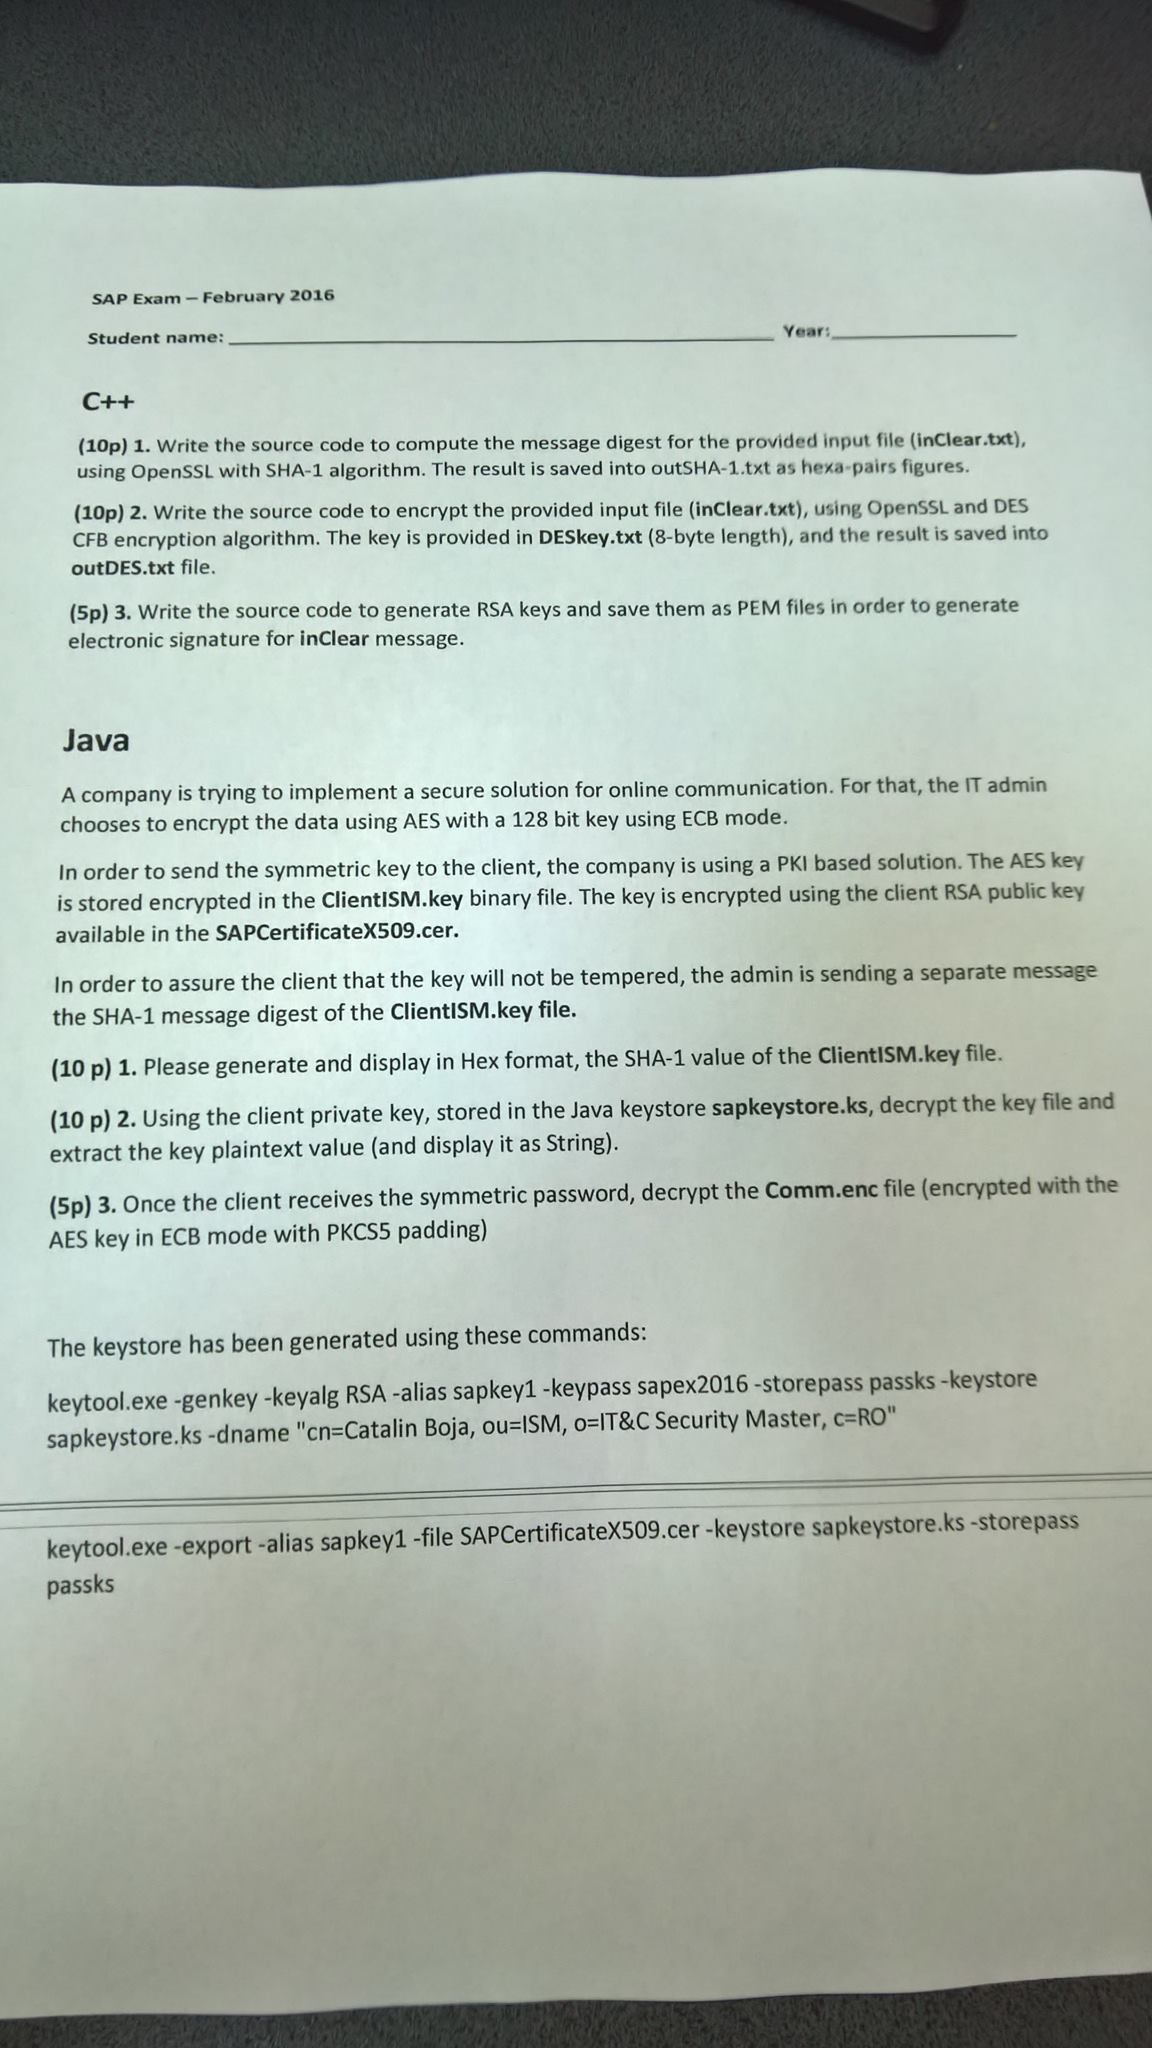 SAP Exam – February 2016
Student name: Year:
C++
(10p) 1. Write the source code to compute the message digest for the provided input file (inClear.txt),
using OpenSSL with SHA-1 algorithm. The result is saved into outSHA-1.txt as hexa-pairs figures.
(10p) 2. Write the source code to encrypt the provided input file (inClear.txt), using OpenSSL and DES
CFB encryption algorithm. The key is provided in DESkey.txt (8-byte length), and the result is saved into
outDES.txt file.
(5p) 3. Write the source code to generate RSA keys and save them as PEM files in order to generate
electronic signature for inClear message.
Java
A company is trying to implement a secure solution for online communication. For that, the IT admin
chooses to encrypt the data using AES with a 128 bit key using ECB mode.
In order to send the symmetric key to the client, the company is using a PKI based solution. The AES key
is stored encrypted in the ClientISM.key binary file. The key is encrypted using the client RSA public key
available in the SAPCertificateX509.cer.
In order to assure the client that the key will not be tempered, the admin is sending a separate message
the SHA-1 message digest of the ClientISM.key file.
(10 p) 1. Please generate and display in Hex format, the SHA-1 value of the ClientISM.key file.
(10 p) 2. Using the client private key, stored in the Java keystore sapkeystore.ks, decrypt the key file and
extract the key plaintext value (and display it as String).
(5p) 3. Once the client receives the symmetric password, decrypt the Comm.enc file (encrypted with the
AES key in ECB mode with PKCS5 padding)
The keystore has been generated using these commands:
keytool.exe -genkey -keyalg RSA -alias sapkey1 -keypass sapex2016 -storepass passks -keystore
sapkeystore.ks -dname "cn=Catalin Boja, ou=ISM, o=IT&C Security Master, c=RO"
keytool.exe -export -alias sapkey1 -file SAPCertificateX509.cer -keystore sapkeystore.ks -storepass
passks